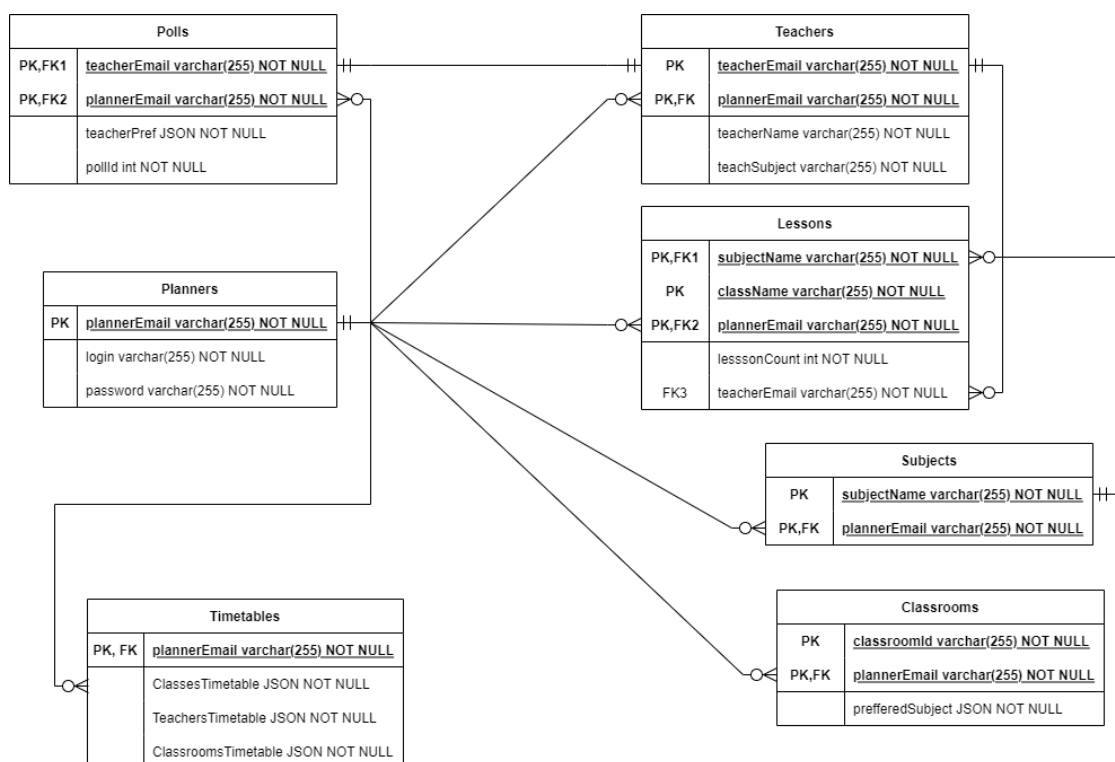 Polls
PK,FK1 teacherEmail varchar(255) NOT NULL
PK,FK2 plannerEmail varchar(255) NOT NULL
teacherPref JSON NOT NULL
pollId int NOT NULL
Teachers
PK teacherEmail varchar(255) NOT NULL
PK,FK plannerEmail varchar(255) NOT NULL
teacherName varchar(255) NOT NULL
teachSubject varchar(255) NOT NULL
Lessons
PK,FK1 subjectName varchar(255) NOT NULL
PK className varchar(255) NOT NULL
PK,FK2 plannerEmail varchar(255) NOT NULL
lesssonCount int NOT NULL
FK3 teacherEmail varchar(255) NOT NULL
Planners
PK plannerEmail varchar(255) NOT NULL
login varchar(255) NOT NULL
password varchar(255) NOT NULL
Subjects
PK subjectName varchar(255) NOT NULL
PK,FK plannerEmail varchar(255) NOT NULL
Timetables
PK, FK plannerEmail varchar(255) NOT NULL
ClassesTimetable JSON NOT NULL
TeachersTimetable JSON NOT NULL
ClassroomsTimetable JSON NOT NULL
Classrooms
PK classroomId varchar(255) NOT NULL
PK,FK plannerEmail varchar(255) NOT NULL
prefferedSubject JSON NOT NULL